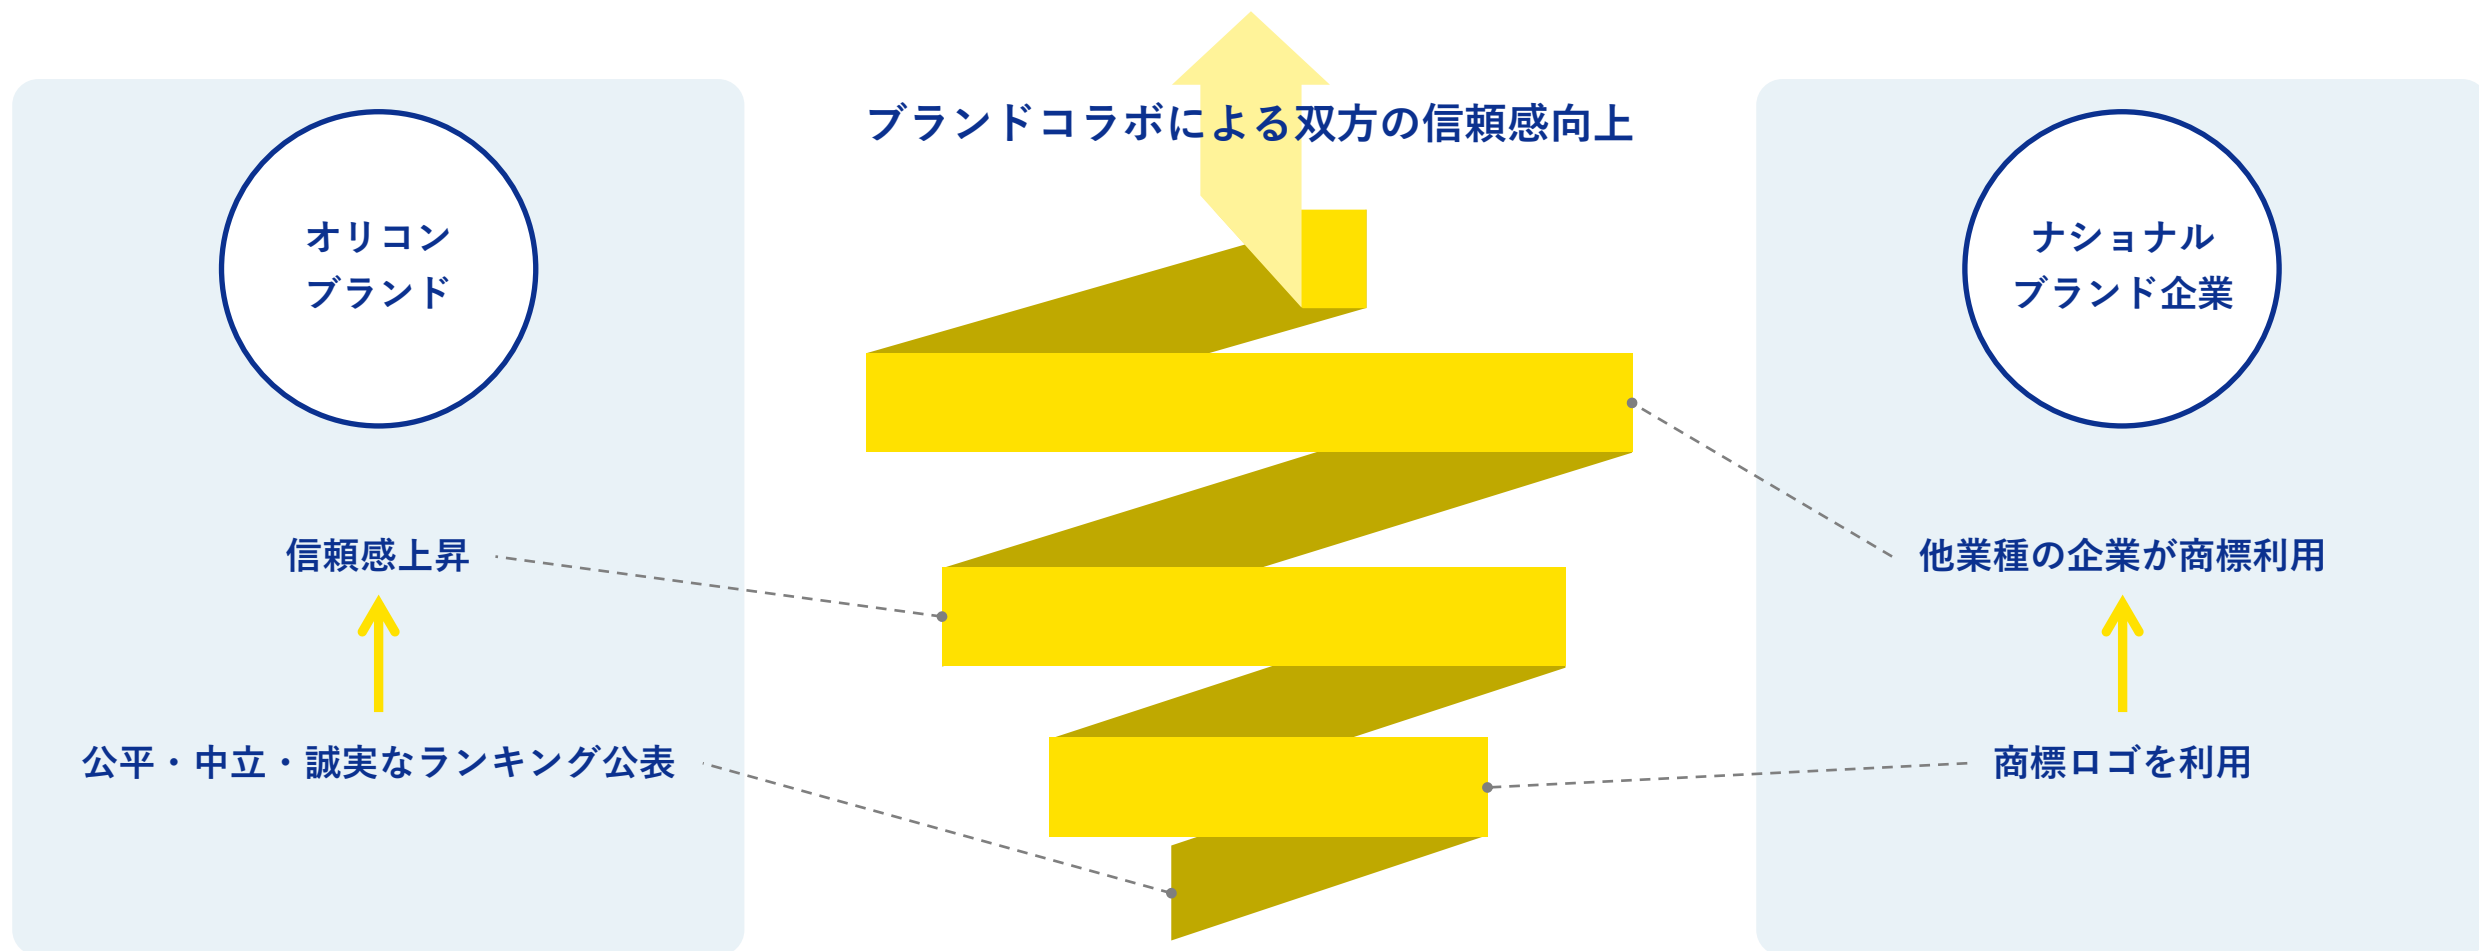 ブランドコラボによる双方の信頼感向上
オリコン
ブランド
信頼感上昇
公平・中立・誠実なランキング公表
ナショナル
ブランド企業
他業種の企業が商標利用
商標ロゴを利用